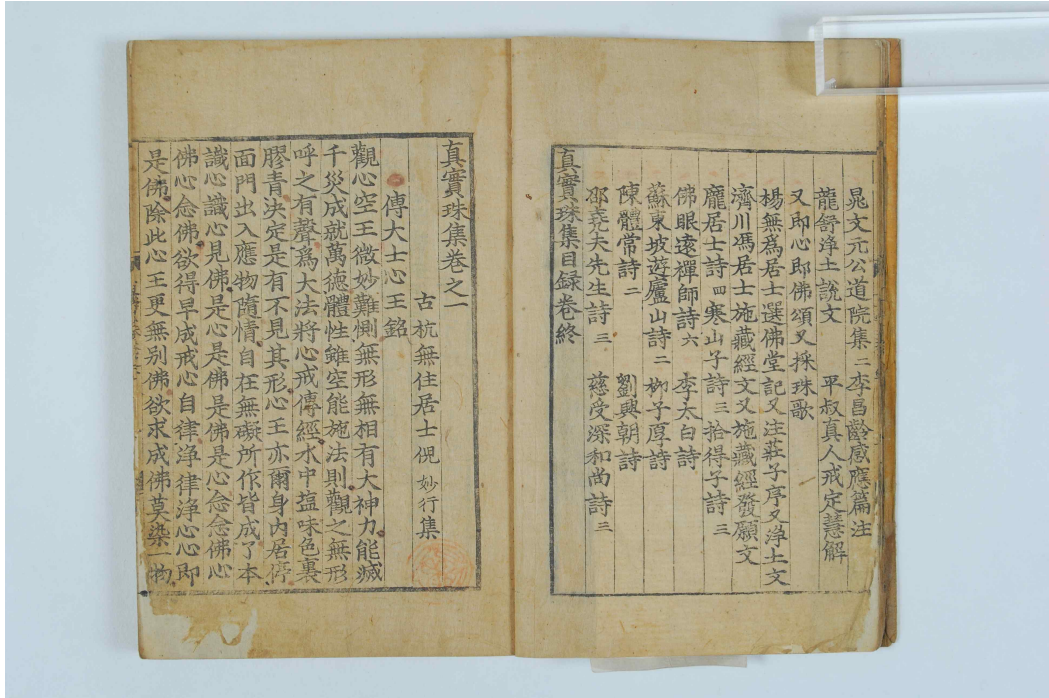 晁文元公道院集二 李昌齡感應篇注
龍舒淨土說文 平叔真人戒定慧解
又即心即佛頌又採珠歌
楊無爲居士選佛堂記又注莊子序又淨土文
濟川馮居士施藏經文又施藏經發願文
龐居士詩四 寒山子詩三 拾得子詩三
佛眼遠禪師詩六 李太白詩
蘇東坡遊廬山詩二 柳子厚詩
陳體常詩二 劉興朝詩
邵堯夫先生詩三 慈受深和尚詩三
真實珠集目録卷終
真實珠集卷之一
古杭無住居士倪 妙行集
傅大士心王銘
觀心空王微妙難惻無形無相有大神力能滅
千災成就萬德體性雖空能施法則觀之無形
呼之有聲爲大法將心戒傳經水中塩味色裏
膠青決定是有不見其形心王亦爾身內居停
面門出入應物隋情自在無礙所作皆成了本
識心識心見佛是心是佛是佛是心念念佛心
佛心念佛欲得早成戒心自律淨律淨心心即
是佛除此心王更無别佛欲求成佛莫染一物